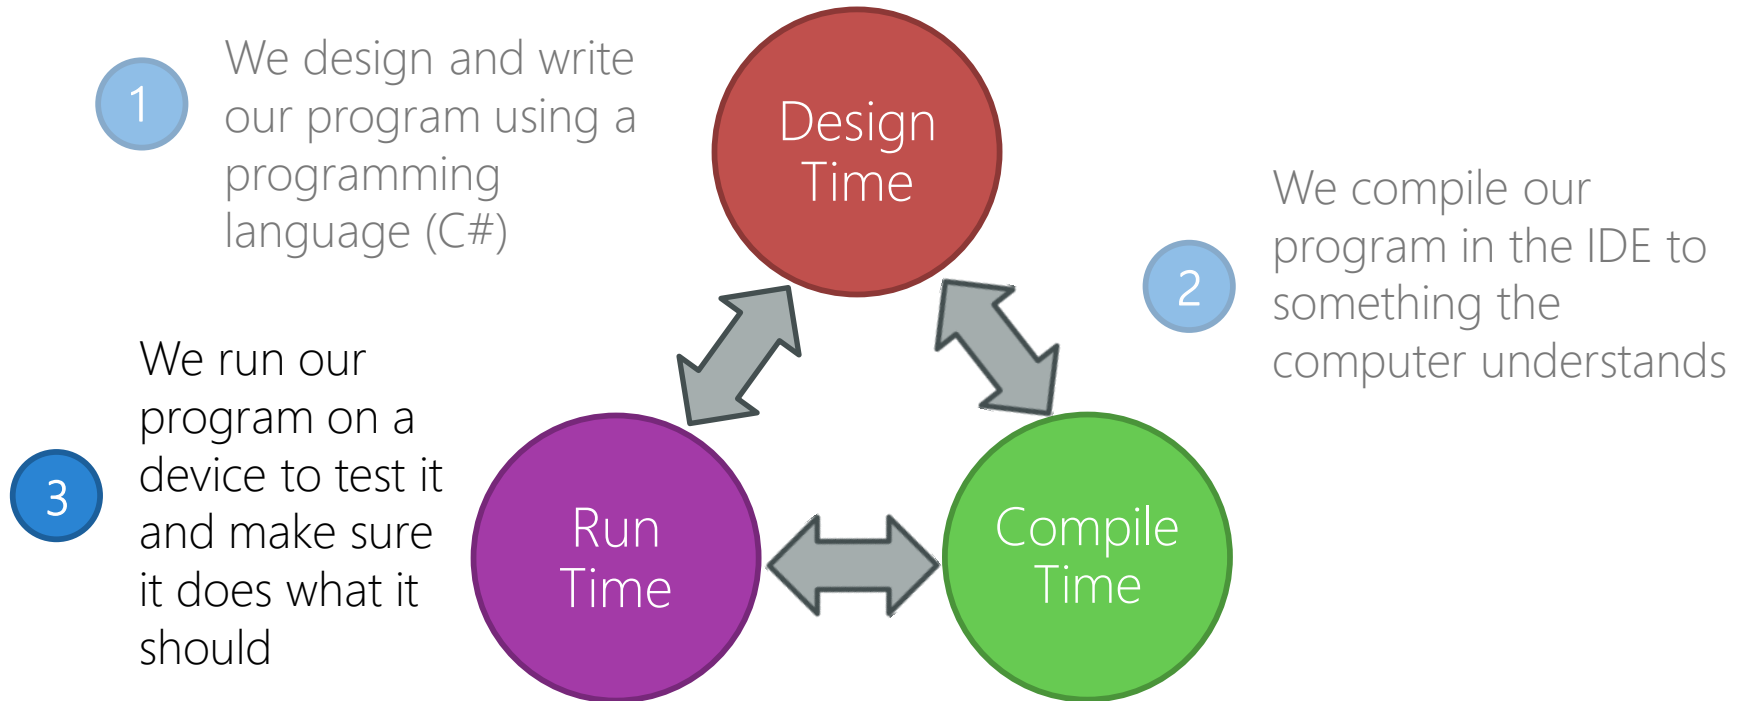 1
We design and write
our program using a
programming
language (C#)
Design
Time
2
We compile our
program in the IDE to
something the
computer understands
3
We run our
program on a
device to test it
and make sure
it does what it
should
Run
Time
Compile
Time